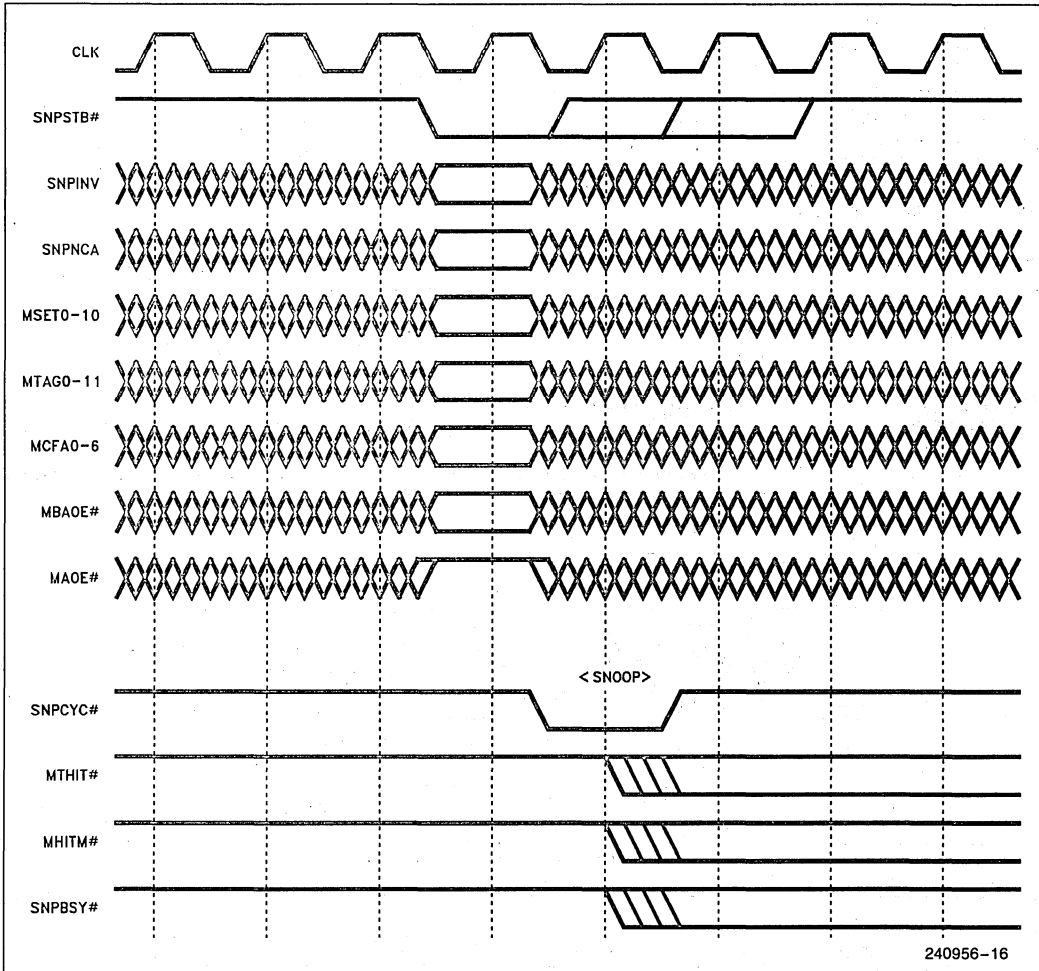 CLK
SNPSTB#
SNPINV
SNPNCA
MSET0-10
MTAG0-11
MCFA0-6
MBAOE#
MAOE#
<SNOOP>
SNPCYC#
MTHIT#
MHITM#
SNPBSY#
240956-16